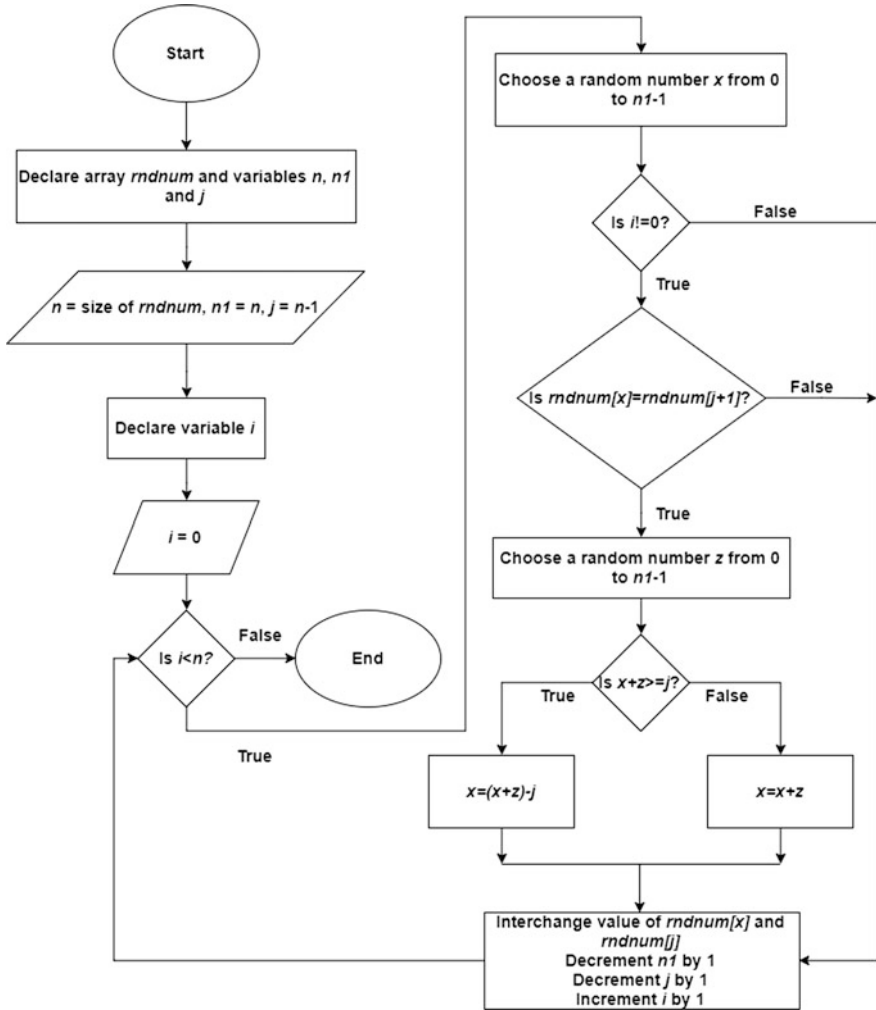 Start
Declare array rndnum and variables n, n1
and j
n = size of rndnum, n1 = n, j = n-1
Declare variable i
i = 0
Is i<n?
False
End
True
Choose a random number x from 0
to n1-1
Is i!=0?
False
True
Is rndnum[x]=rndnum[j+1]?
False
True
Choose a random number z from 0
to n1-1
Is x+z>=j?
True
False
x=(x+z)-j
x=x+z
Interchange value of rndnum[x] and
rndnum[j]
Decrement n1 by 1
Decrement j by 1
Increment i by 1